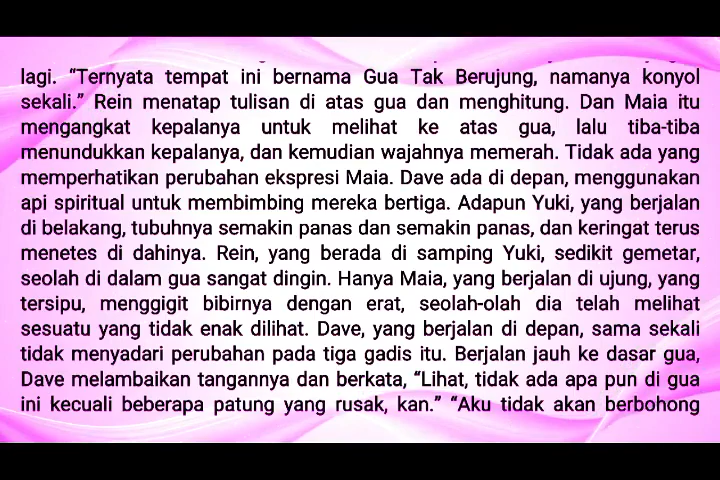 lagi. “Ternyata tempat ini bernama Gua Tak Berujung, namanya konyol
sekali.” Rein menatap tulisan di atas gua dan menghitung. Dan Maia itu
mengangkat kepalanya untuk melihat ke atas gua, lalu tiba-tiba
menundukkan kepalanya, dan kemudian wajahnya memerah. Tidak ada yang
memperhatikan perubahan ekspresi Maia. Dave ada di depan, menggunakan
api spiritual untuk membimbing mereka bertiga. Adapun Yuki, yang berjalan
di belakang, tubuhnya semakin panas dan semakin panas, dan keringat terus
menetes di dahinya. Rein, yang berada di samping Yuki, sedikit gemetar,
seolah di dalam gua sangat dingin. Hanya Maia, yang berjalan di ujung, yang
tersipu, menggigit bibirnya dengan erat, seolah-olah dia telah melihat
sesuatu yang tidak enak dilihat. Dave, yang berjalan di depan, sama sekali
tidak menyadari perubahan pada tiga gadis itu. Berjalan jauh ke dasar gua,
Dave melambaikan tangannya dan berkata, “Lihat, tidak ada apa pun di gua
ini kecuali beberapa patung yang rusak, kan.” “Aku tidak akan berbohong